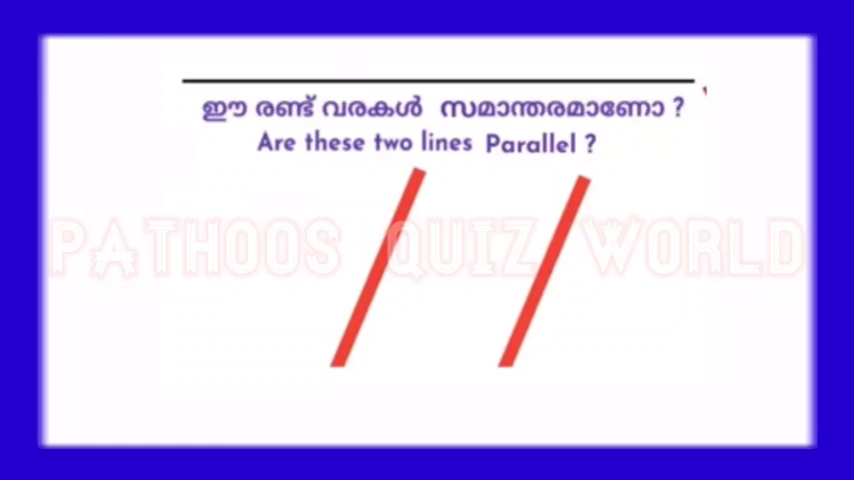 ഈ രണ്ട് വരകൾ സമാന്തരമാണോ ?
Are these two lines Parallel ?
PATHOOS QUIZ WORLD